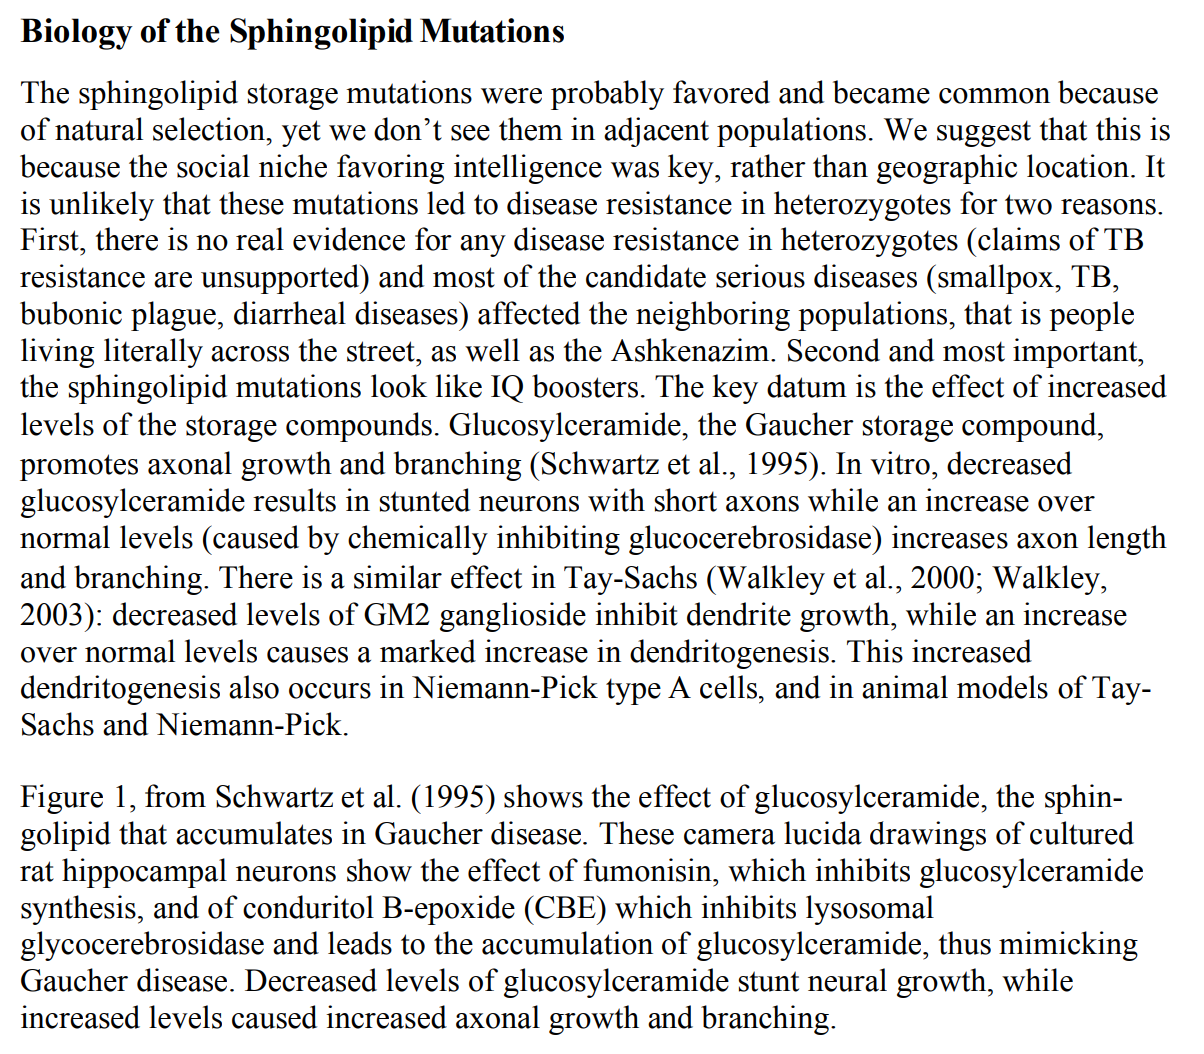 Biology of the Sphingolipid Mutations
The sphingolipid storage mutations were probably favored and became common because
of natural selection, yet we don’t see them in adjacent populations. We suggest that this is
because the social niche favoring intelligence was key, rather than geographic location. It
is unlikely that these mutations led to disease resistance in heterozygotes for two reasons.
First, there is no real evidence for any disease resistance in heterozygotes (claims of TB
resistance are unsupported) and most of the candidate serious diseases (smallpox, TB,
bubonic plague, diarrheal diseases) affected the neighboring populations, that is people
living literally across the street, as well as the Ashkenazim. Second and most important,
the sphingolipid mutations look like IQ boosters. The key datum is the effect of increased
levels of the storage compounds. Glucosylceramide, the Gaucher storage compound,
promotes axonal growth and branching (Schwartz et al., 1995). In vitro, decreased
glucosylceramide results in stunted neurons with short axons while an increase over
normal levels (caused by chemically inhibiting glucocerebrosidase) increases axon length
and branching. There is a similar effect in Tay-Sachs (Walkley et al., 2000; Walkley,
2003): decreased levels of GM2 ganglioside inhibit dendrite growth, while an increase
over normal levels causes a marked increase in dendritogenesis. This increased
dendritogenesis also occurs in Niemann-Pick type A cells, and in animal models of Tay-
Sachs and Niemann-Pick.
Figure 1, from Schwartz et al. (1995) shows the effect of glucosylceramide, the sphin-
golipid that accumulates in Gaucher disease. These camera lucida drawings of cultured
rat hippocampal neurons show the effect of fumonisin, which inhibits glucosylceramide
synthesis, and of conduritol B-epoxide (CBE) which inhibits lysosomal
glycocerebrosidase and leads to the accumulation of glucosylceramide, thus mimicking
Gaucher disease. Decreased levels of glucosylceramide stunt neural growth, while
increased levels caused increased axonal growth and branching.